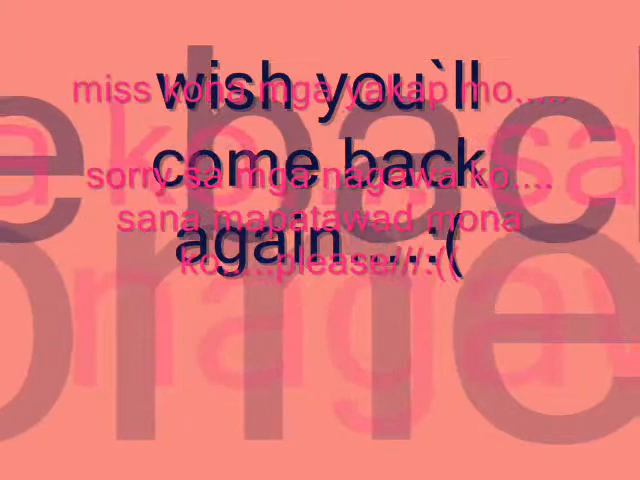 wish you`ll
come back
again....:(
miss kona mga yakap mo.....
sorry sa mga nagawa ko....
sana mapatawad mona
ko.....please///:((